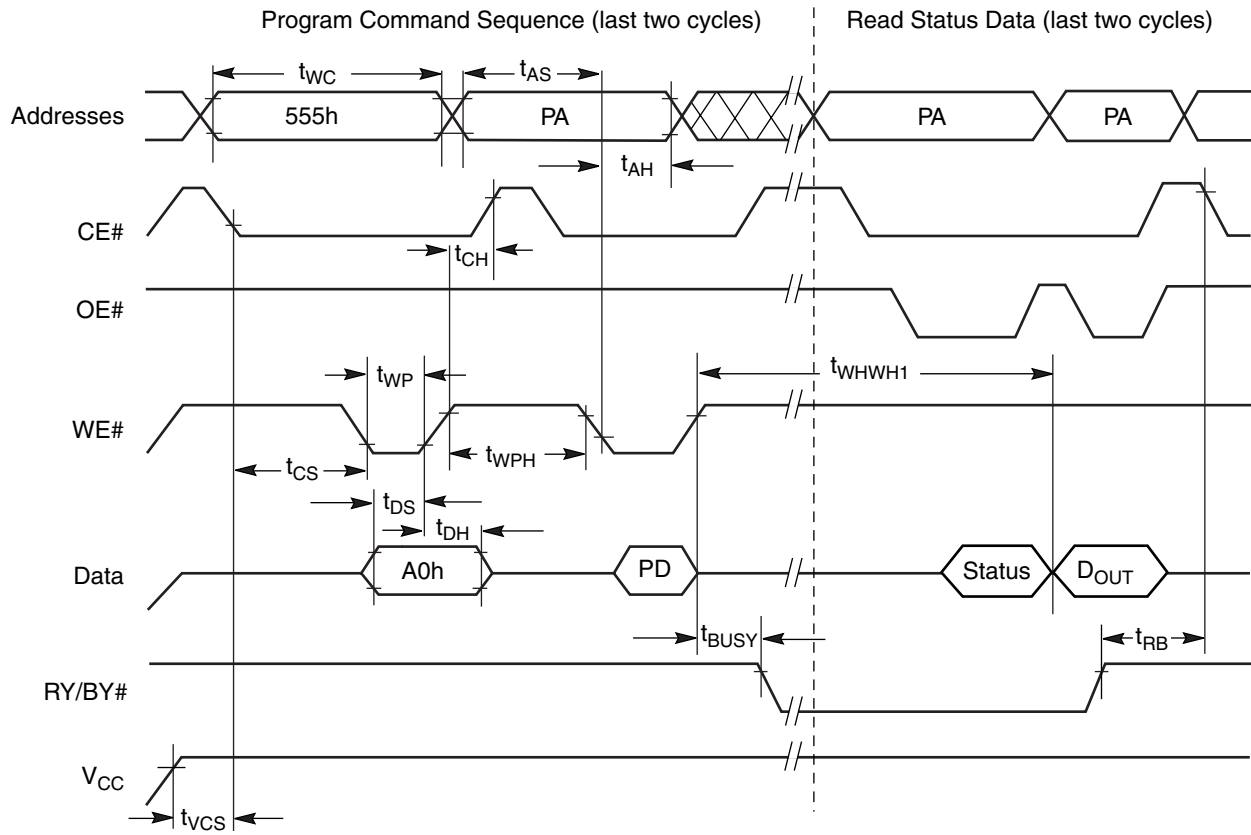 Program Command Sequence (last two cycles)
Read Status Data (last two cycles)
tWC
tAS
Addresses
555h
PA
PA
PA
tAH
CE#
tCH
OE#
tWP
tWHWH1
WE#
tCS
tWPH
tDS
tDH
Data
A0h
PD
Status
DOUT
tBUSY
tRB
RY/BY#
VCC
tVCS